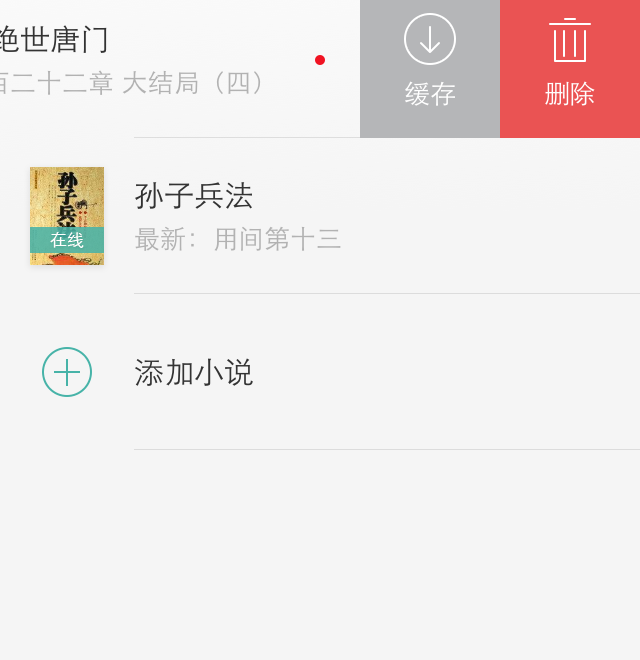 绝世唐门
百二十二章 大结局（四）
缓存
删除
孙子兵法
在线
孙子兵法
最新：用间第十三
添加小说